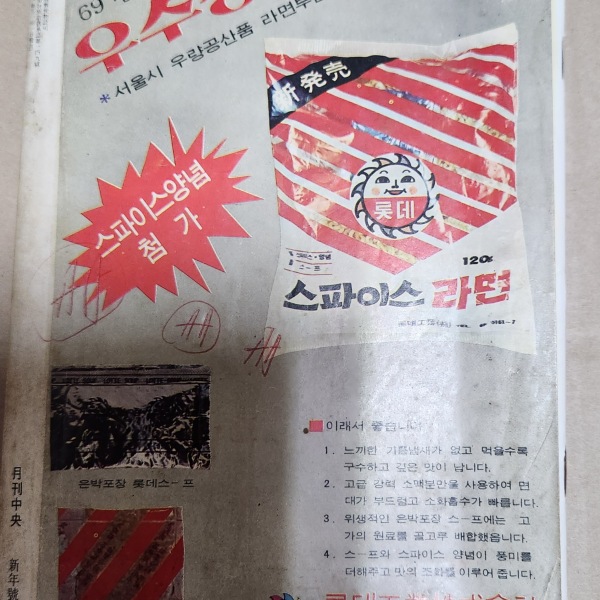 69
우수
*서울시 우량공산품 라면부
新発売
롯데
스파이스양념
첨가
120g
스파이스 라면
은박포장 롯데스-프
이래서 좋습니다
1. 느끼한 기름냄새가 없고 먹을수록
구수하고 깊은 맛이 납니다.
2. 고급 강력 소맥분만을 사용하여 면
대가 부드럽고 소화흡수가 빠릅니다.
3. 위생적인 은박포장 스-프에는 고
가의 원료를 골고루 배합했읍니다.
4. 스-프와 스파이스 양념이 풍미를
더해주고 맛의 조화를 이루어 줍니다.
月刊中央 新年號